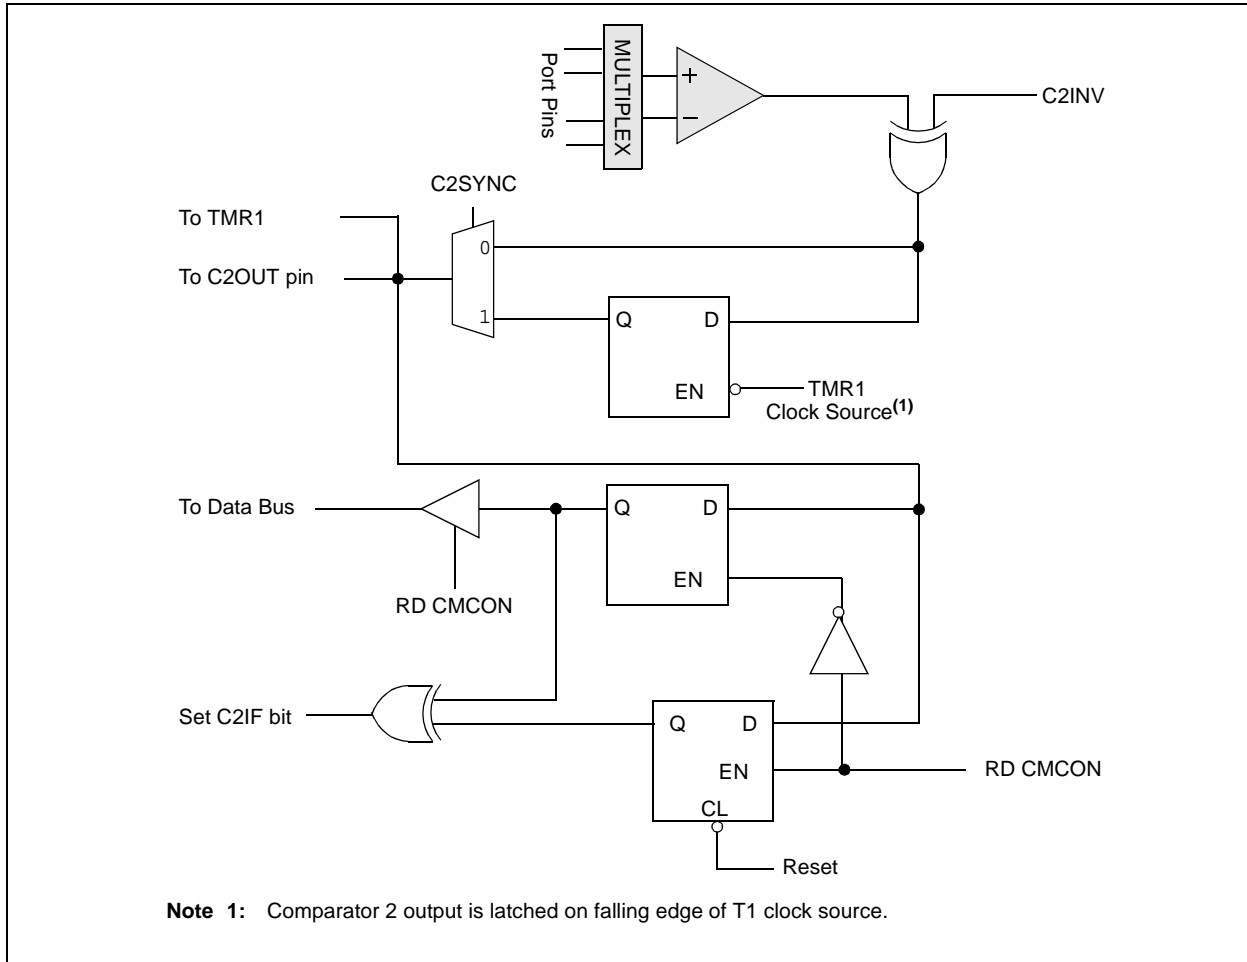 MULTIPLEX
Port Pins
+
−
C2INV
C2SYNC
To TMR1
0
To C2OUT pin
1
Q D
EN
TMR1
Clock Source(1)
To Data Bus
Q D
EN
RD CMCON
Set C2IF bit
Q D
EN
RD CMCON
CL
Reset
Note 1: Comparator 2 output is latched on falling edge of T1 clock source.